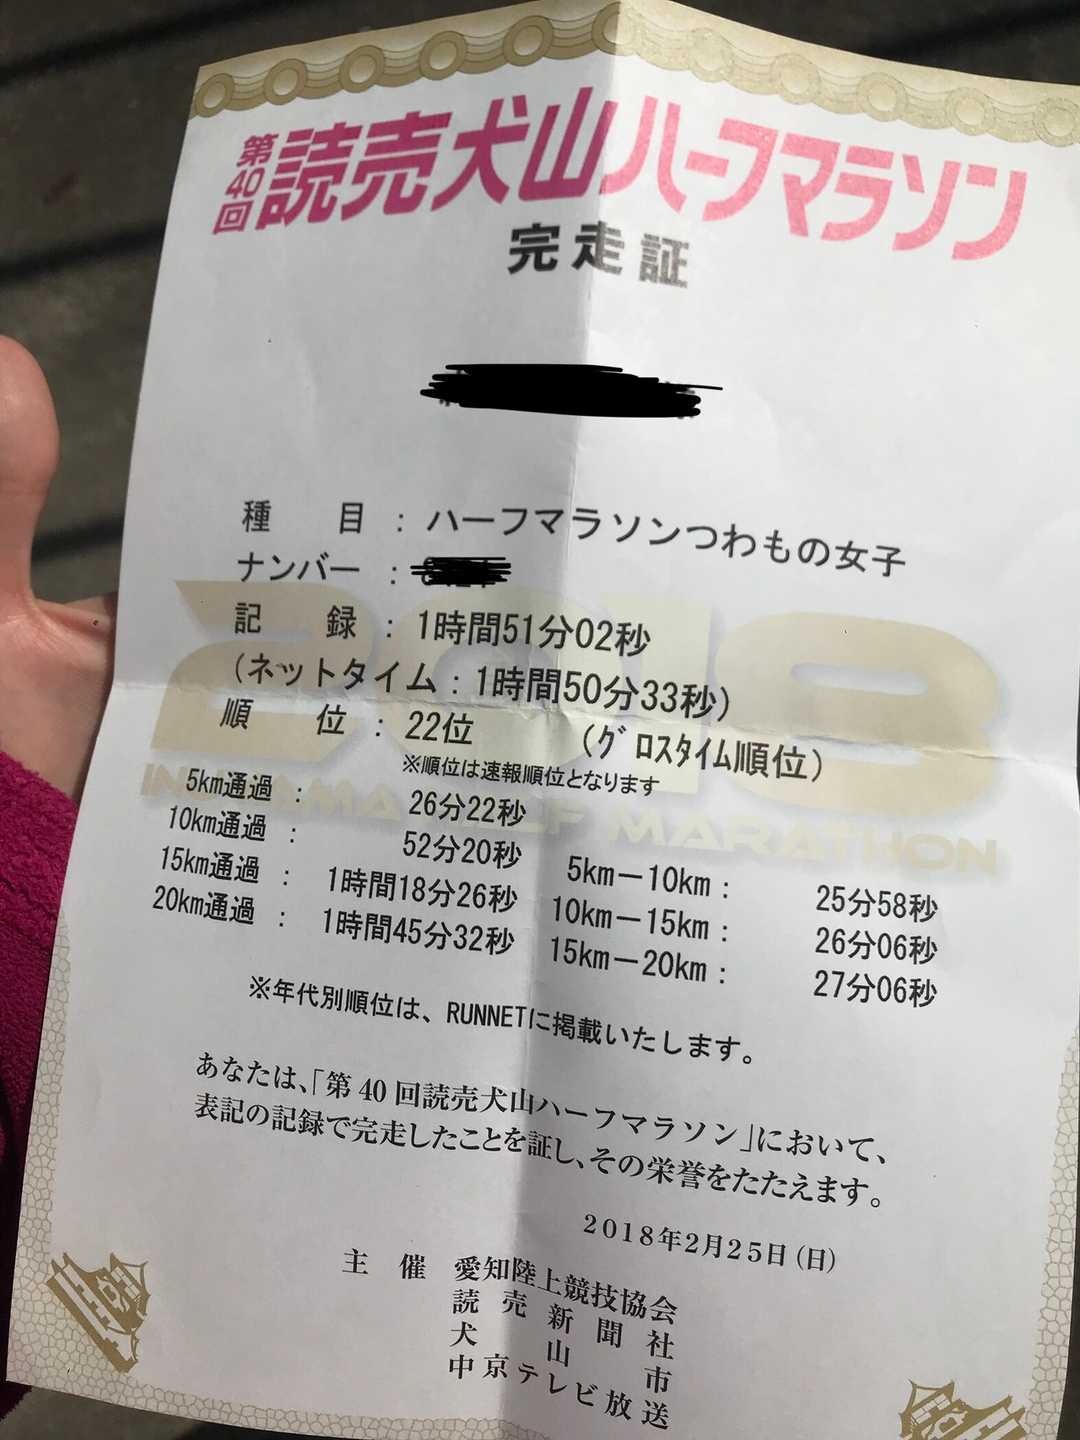 第40回 読売犬山ハーフマラソン
完走証
種　目 : ハーフマラソンつわもの女子
ナンバー :
記　録 : 1時間51分02秒
(ネットタイム : 1時間50分33秒)
順　位 : 22位 (グロスタイム順位)
※順位は速報順位となります
5km通過 : 26分22秒
10km通過 : 52分20秒 5km－10km : 25分58秒
15km通過 : 1時間18分26秒 10km－15km : 26分06秒
20km通過 : 1時間45分32秒 15km－20km : 27分06秒
2018
INUYAMA HALF MARATHON
※年代別順位は、RUNNETに掲載いたします。
あなたは、「第40回読売犬山ハーフマラソン」において、
表記の記録で完走したことを証し、その栄誉をたたえます。
2018年2月25日(日)
主　催　愛知陸上競技協会
読売新聞社
犬山市
中京テレビ放送